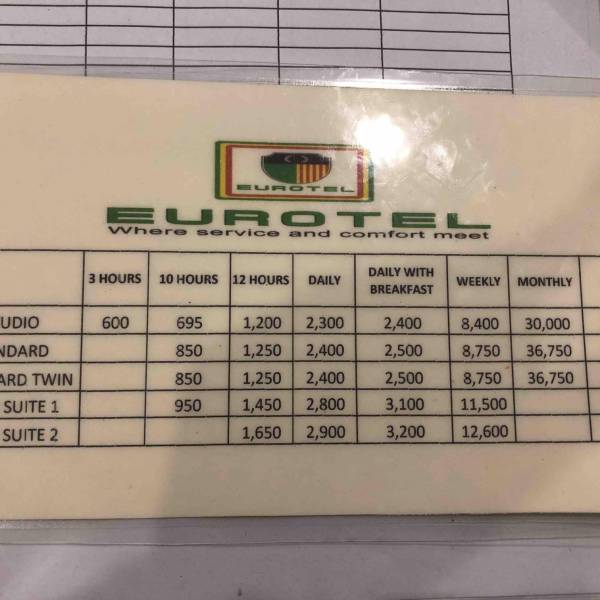 EUROTEL
EUROTEL
Where service and comfort meet
3 HOURS 10 HOURS 12 HOURS DAILY DAILY WITH BREAKFAST WEEKLY MONTHLY
UDIO 600 695 1,200 2,300 2,400 8,400 30,000
NDARD 850 1,250 2,400 2,500 8,750 36,750
ARD TWIN 850 1,250 2,400 2,500 8,750 36,750
SUITE 1 950 1,450 2,800 3,100 11,500
SUITE 2 1,650 2,900 3,200 12,600